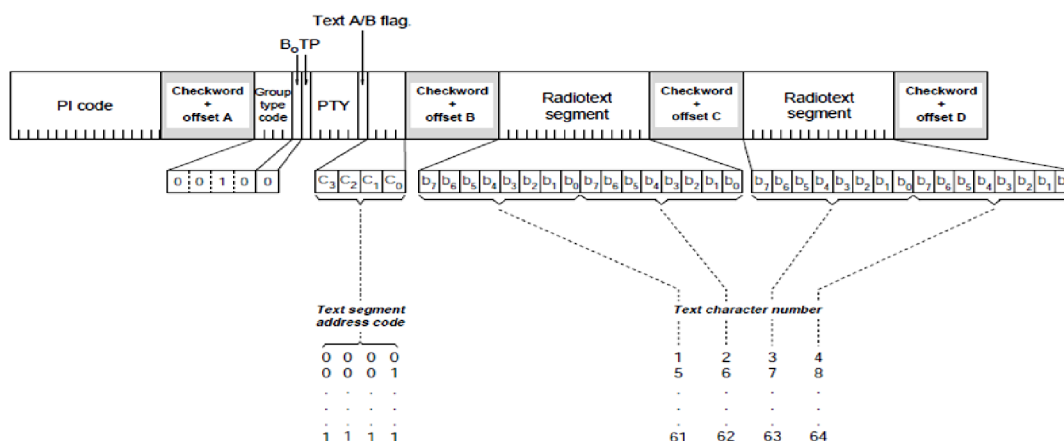 Text A/B flag.
B₀ TP
PI code
Checkword + offset A
Group type code
PTY
Checkword + offset B
Radiotext segment
Checkword + offset C
Radiotext segment
Checkword + offset D
0 0 1 0 0
C₃ C₂ C₁ C₀
b₇ b₆ b₅ b₄ b₃ b₂ b₁ b₀ b₇ b₆ b₅ b₄ b₃ b₂ b₁ b₀
b₇ b₆ b₅ b₄ b₃ b₂ b₁ b₀ b₇ b₆ b₅ b₄ b₃ b₂ b₁ b
Text segment
address code
Text character number
0 0 0 0
0 0 0 1
. . . .
. . . .
1 1 1 1
1 2 3 4
5 6 7 8
. . . .
. . . .
61 62 63 64